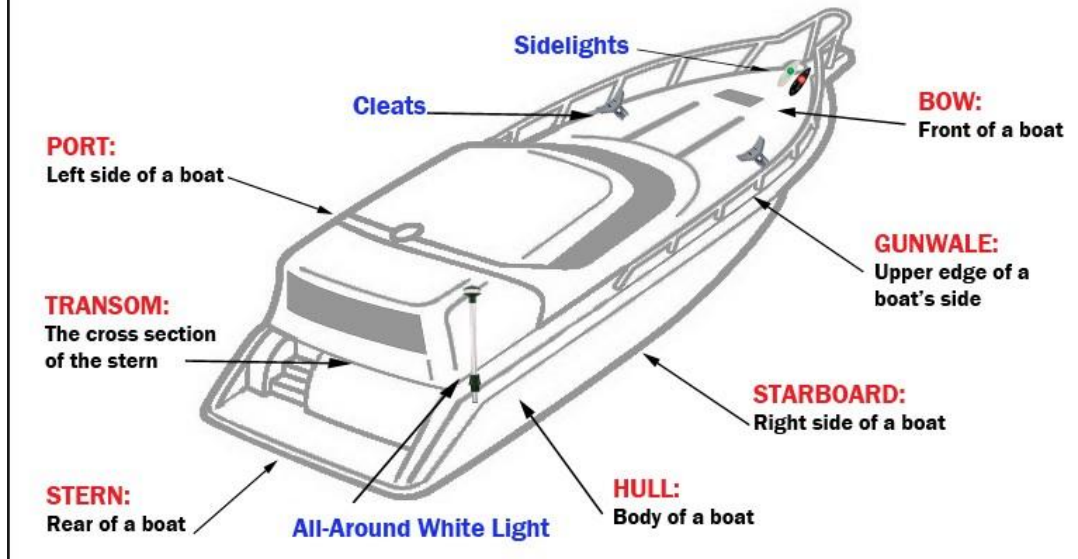 Sidelights
Cleats
BOW:
Front of a boat
PORT:
Left side of a boat
GUNWALE:
Upper edge of a
boat's side
TRANSOM:
The cross section
of the stern
STARBOARD:
Right side of a boat
STERN:
Rear of a boat
All-Around White Light
HULL:
Body of a boat